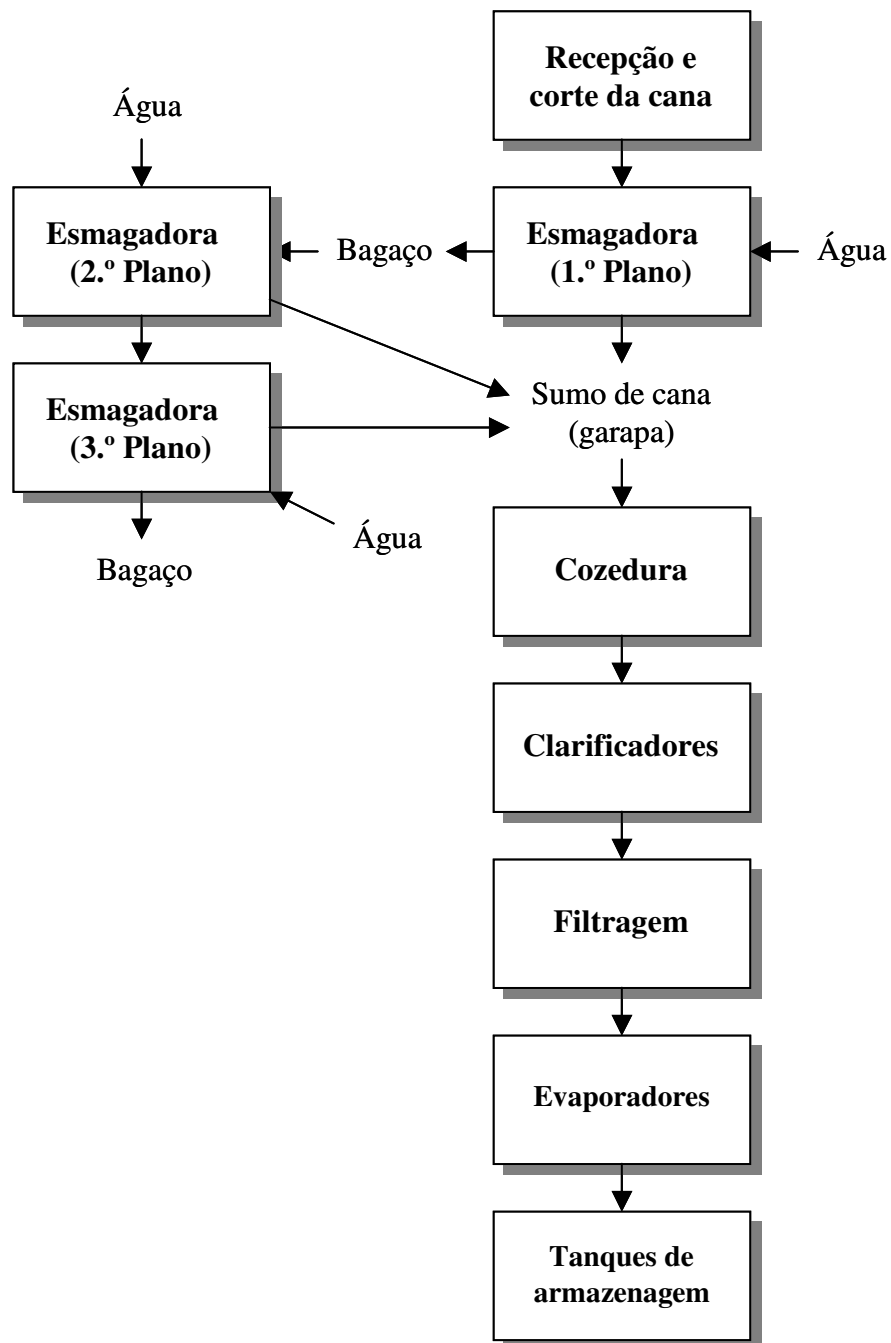 Recepção e
corte da cana
Água
Esmagadora
(2.º Plano)
Bagaço
Esmagadora
(1.º Plano)
Água
Esmagadora
(3.º Plano)
Sumo de cana
(garapa)
Água
Bagaço
Cozedura
Clarificadores
Filtragem
Evaporadores
Tanques de
armazenagem